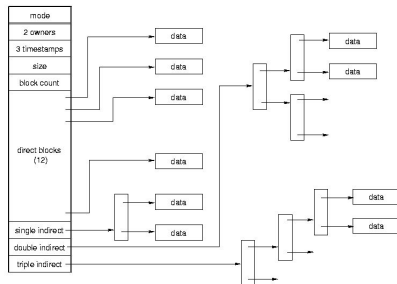 mode
2 owners
3 timestamps
size
block count
direct blocks
(12)
single indirect
double indirect
triple indirect
data
data
data
data
data
data
data
data
data
data